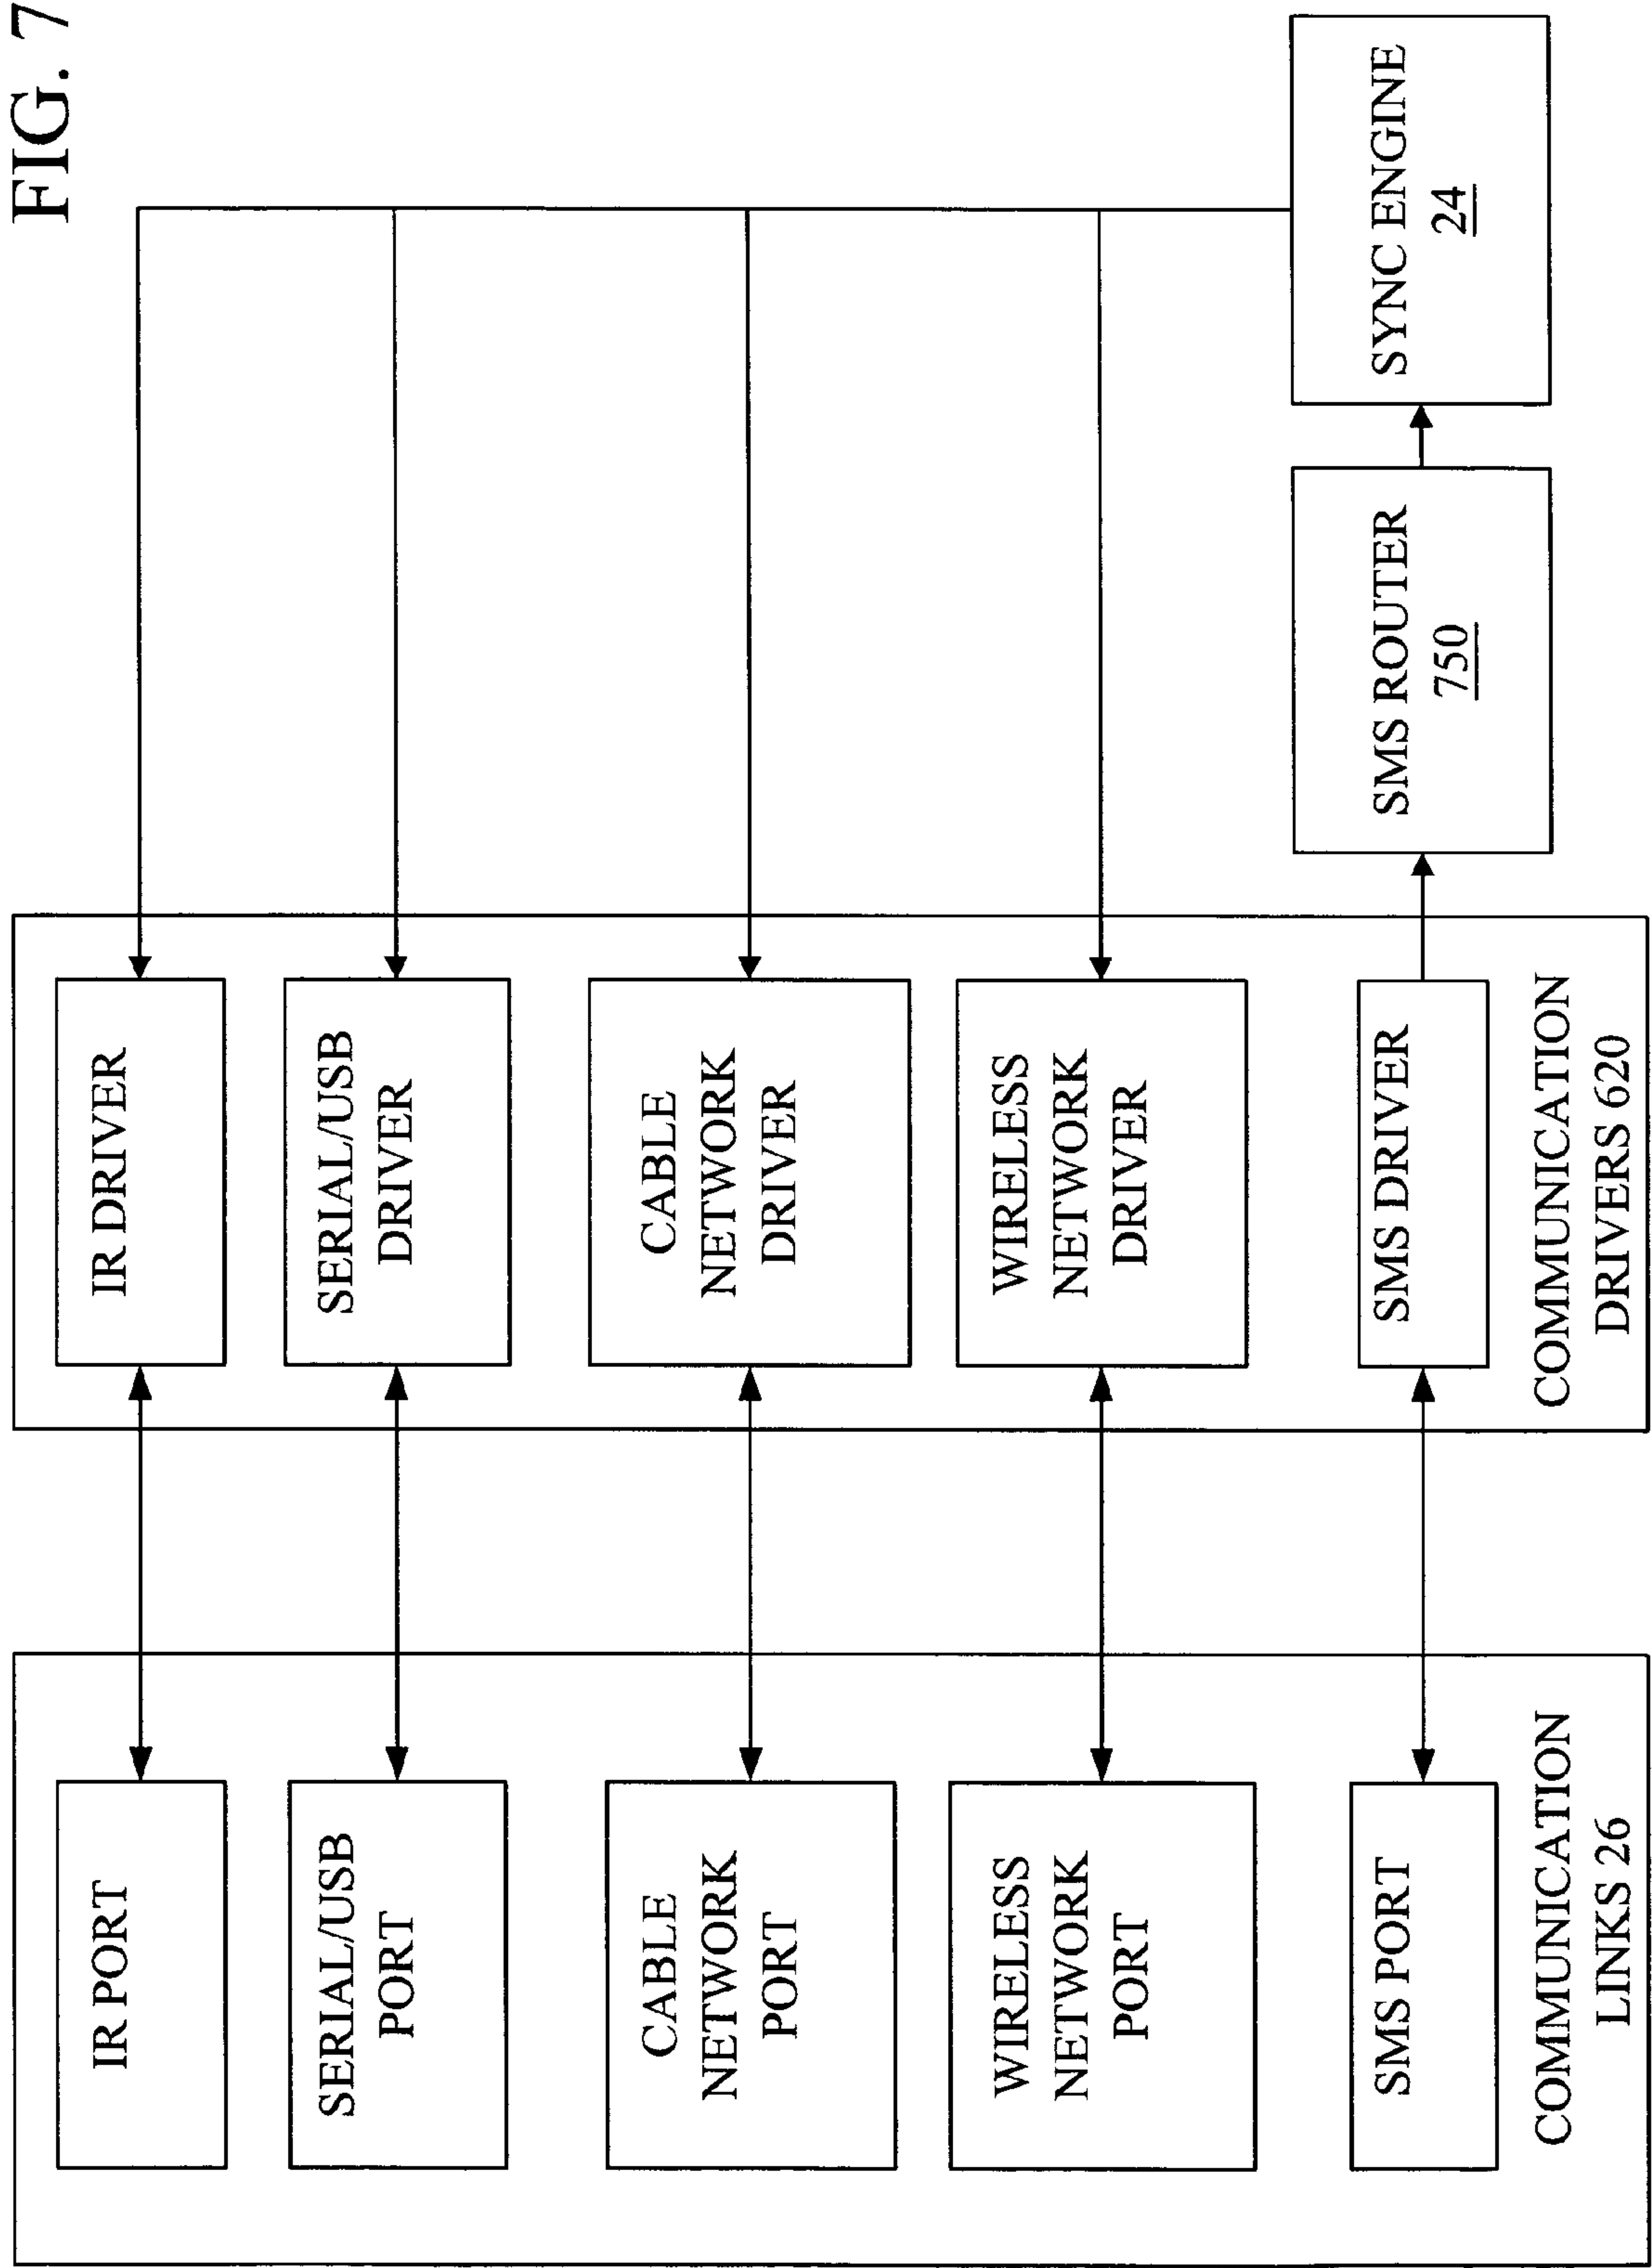 FIG. 7
IR PORT
SERIAL/USB
PORT
CABLE
NETWORK
PORT
WIRELESS
NETWORK
PORT
SMS PORT
COMMUNICATION
LINKS 26
IR DRIVER
SERIAL/USB
DRIVER
CABLE
NETWORK
DRIVER
WIRELESS
NETWORK
DRIVER
SMS DRIVER
COMMUNICATION
DRIVERS 620
SMS ROUTER
750
SYNC ENGINE
24